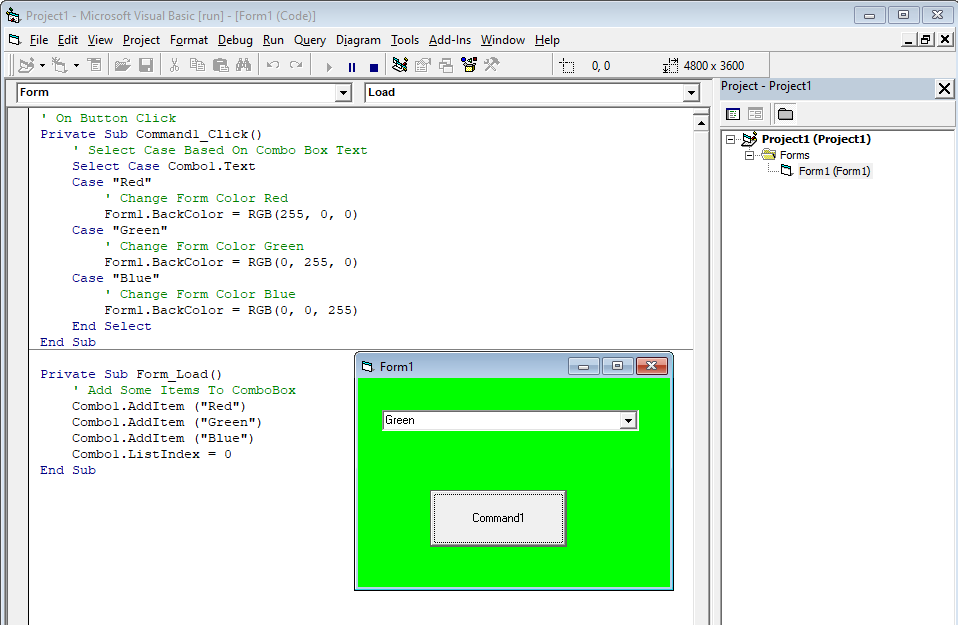 Project1 - Microsoft Visual Basic [run] - [Form1 (Code)]
File Edit View Project Format Debug Run Query Diagram Tools Add-Ins Window Help
0, 0 4800 x 3600
Form Load
' On Button Click
Private Sub Command1_Click()
' Select Case Based On Combo Box Text
Select Case Combo1.Text
Case "Red"
' Change Form Color Red
Form1.BackColor = RGB(255, 0, 0)
Case "Green"
' Change Form Color Green
Form1.BackColor = RGB(0, 255, 0)
Case "Blue"
' Change Form Color Blue
Form1.BackColor = RGB(0, 0, 255)
End Select
End Sub
Private Sub Form_Load()
' Add Some Items To ComboBox
Combo1.AddItem ("Red")
Combo1.AddItem ("Green")
Combo1.AddItem ("Blue")
Combo1.ListIndex = 0
End Sub
Form1
Green
Command1
Project - Project1
Project1 (Project1)
Forms
Form1 (Form1)